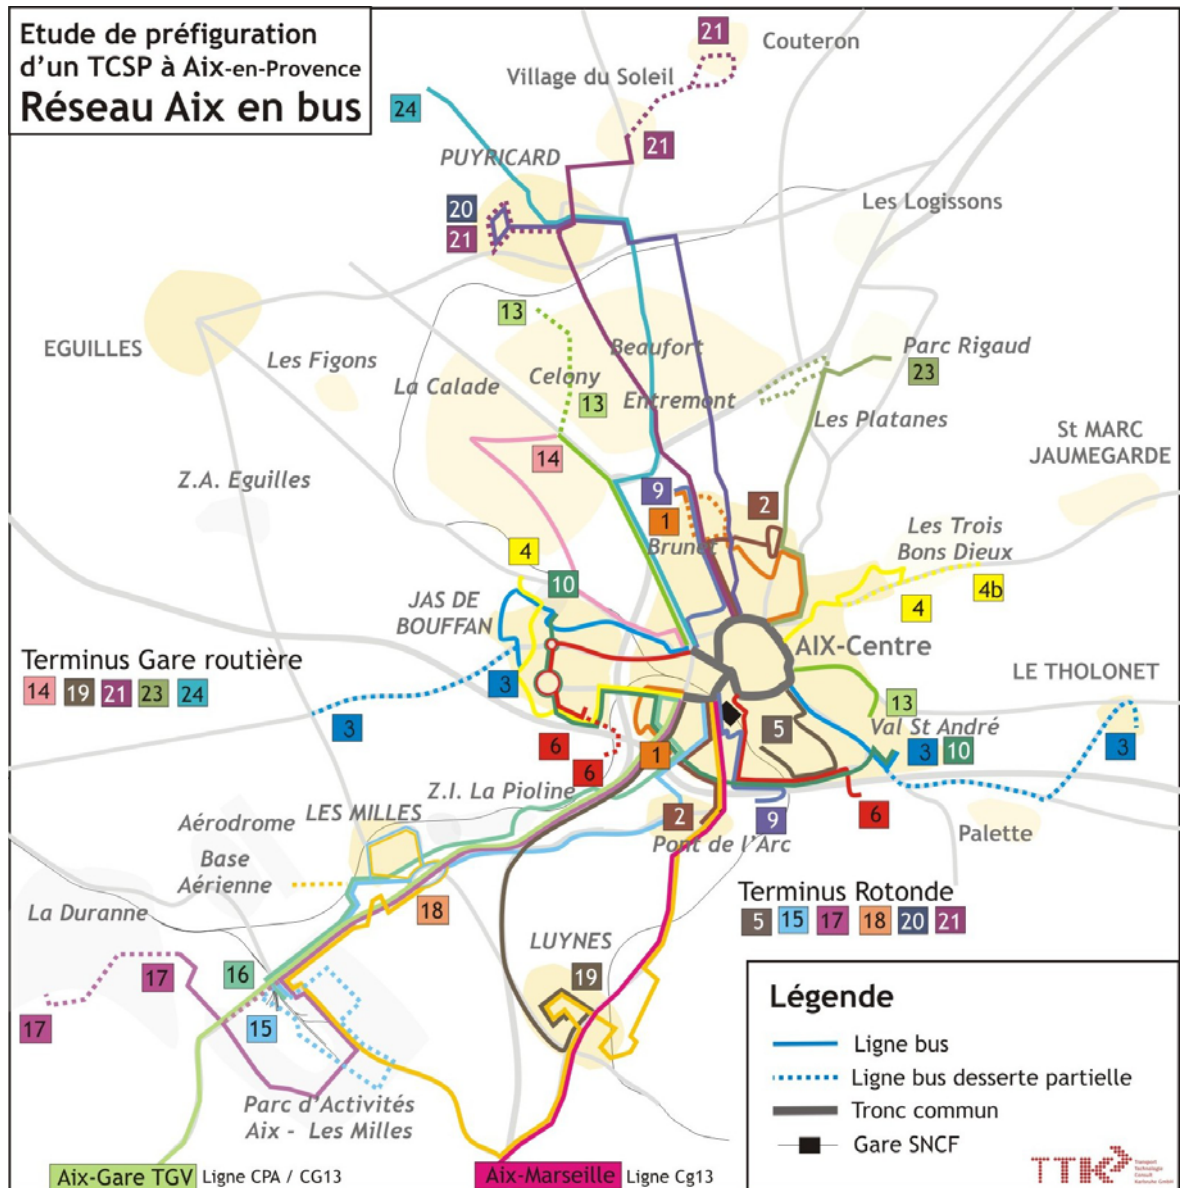 Etude de préfiguration
d'un TCSP à Aix-en-Provence
Réseau Aix en bus
21
Couteron
Village du Soleil
24
21
PUYRICARD
20
21
Les Logissons
13
EGUILLES
Les Figons
Beaufort
Parc Rigaud
23
La Calade
Celony
13
Entremont
Les Platanes
14
St MARC
JAUMEGARDE
Z.A. Eguilles
9
2
1
Brunet
Les Trois
Bons Dieux
4
10
4b
4
JAS DE
BOUFFAN
AIX-Centre
Terminus Gare routière
14 19 21 23 24
LE THOLONET
3
13
Val St André
3
5
3 10
3
6
1
6
Z.I. La Pioline
LES MILLES
Aérodrome
2
9
6
Palette
Pont de l'Arc
Base
Aérienne
Terminus Rotonde
5 15 17 18 20 21
La Duranne
18
LUYNES
17
16
19
17
15
Parc d'Activités
Aix - Les Milles
Légende
Ligne bus
Ligne bus desserte partielle
Tronc commun
Gare SNCF
Aix-Gare TGV Ligne CPA / CG13
Aix-Marseille Ligne Cg13
TTK
Transport
Technologie
Consult
Karlsruhe GmbH